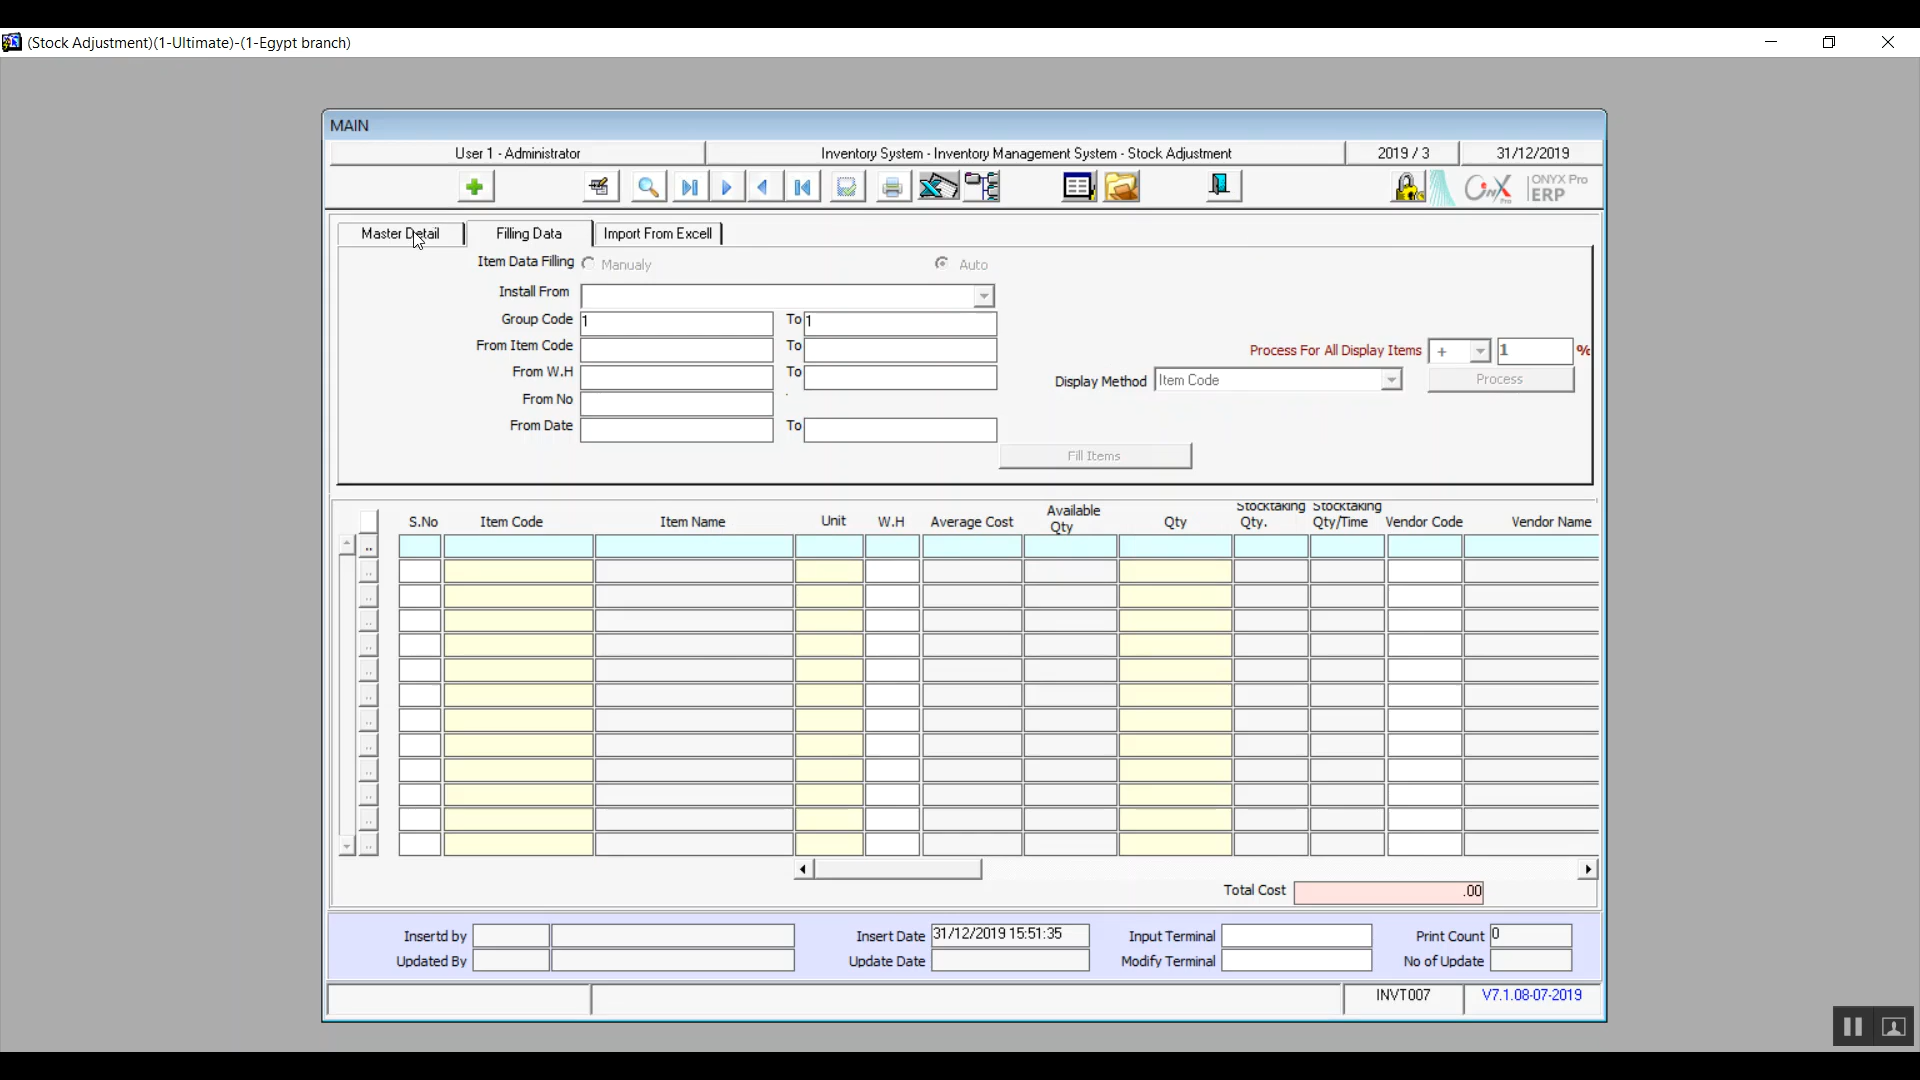 (Stock Adjustment)(1-Ultimate)-(1-Egypt branch)
MAIN
User 1 - Administrator
Inventory System - Inventory Management System - Stock Adjustment
2019 / 3
31/12/2019
Onyx Pro
ONYX Pro
ERP
Master Detail
Filling Data
Import From Excell
Item Data Filling
Manualy
Auto
Install From
Group Code 1 To 1
From Item Code To
From W.H To
From No
From Date To
Process For All Display Items + 1 %
Display Method Item Code
Process
Fill Items
S.No
Item Code
Item Name
Unit
W.H
Average Cost
Available
Qty
Qty
Stocktaking
Qty.
Stocktaking
Qty/Time
Vendor Code
Vendor Name
Total Cost .00
Insertd by
Insert Date 31/12/2019 15:51:35
Input Terminal
Print Count 0
Updated By
Update Date
Modify Terminal
No of Update
INVT007
V7.1.08-07-2019